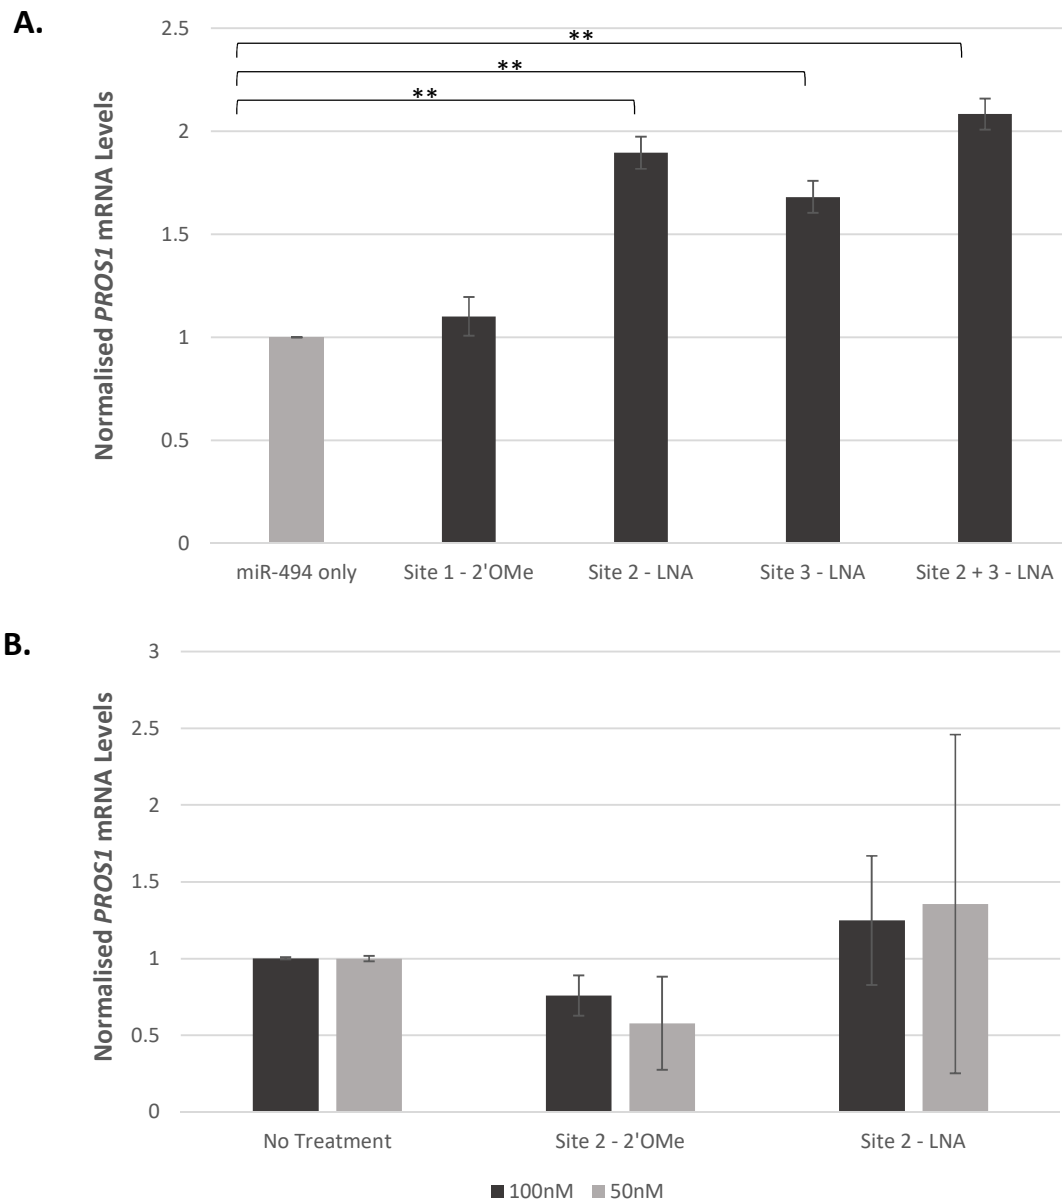 A.
Normalised PROS1 mRNA Levels
2.5
2
1.5
1
0.5
0
**
**
**
miR-494 only
Site 1 - 2'OMe
Site 2 - LNA
Site 3 - LNA
Site 2 + 3 - LNA
B.
Normalised PROS1 mRNA Levels
3
2.5
2
1.5
1
0.5
0
No Treatment
Site 2 - 2'OMe
Site 2 - LNA
100nM
50nM